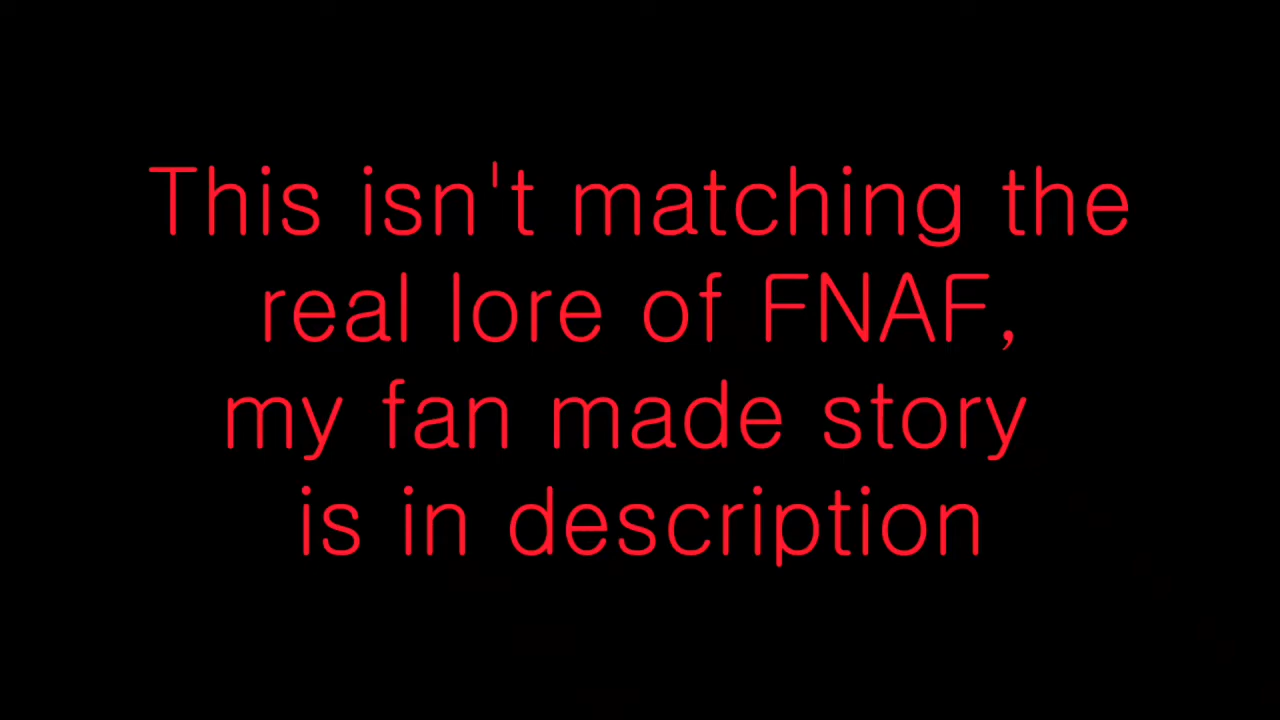 This isn't matching the
real lore of FNAF,
my fan made story
is in description